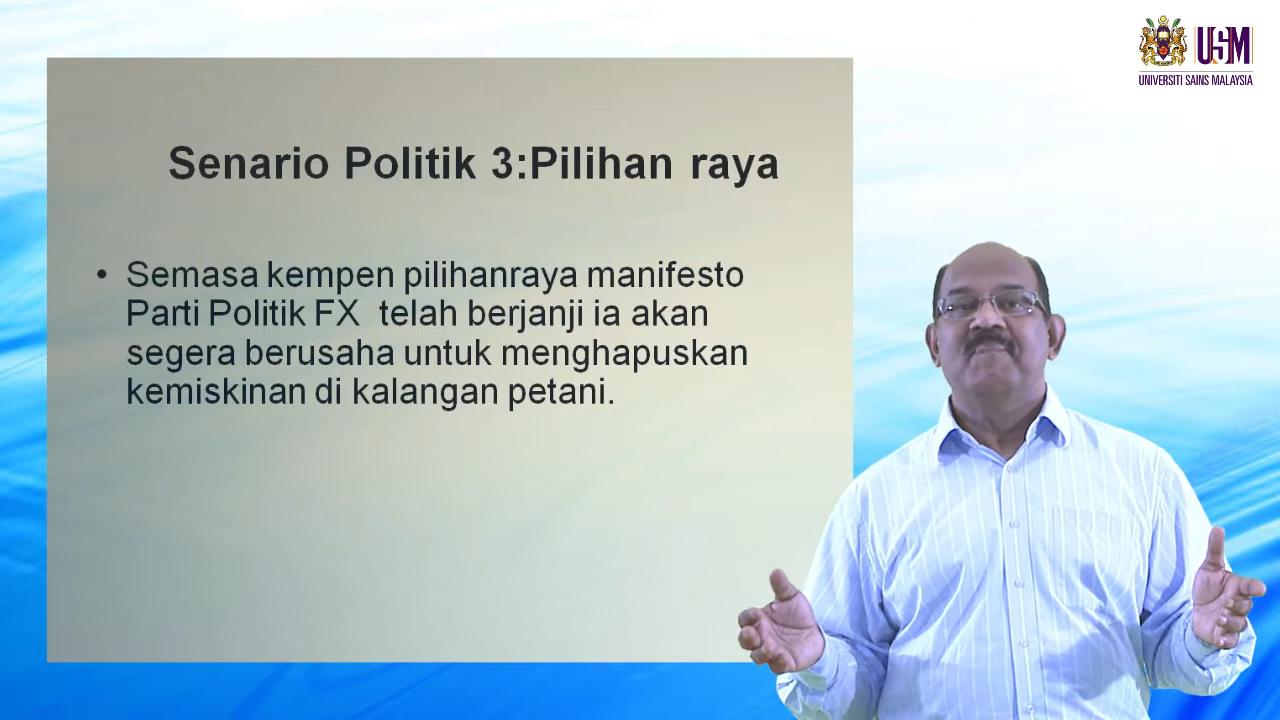 USM
UNIVERSITI SAINS MALAYSIA
Senario Politik 3:Pilihan raya
• Semasa kempen pilihanraya manifesto
Parti Politik FX telah berjanji ia akan
segera berusaha untuk menghapuskan
kemiskinan di kalangan petani.